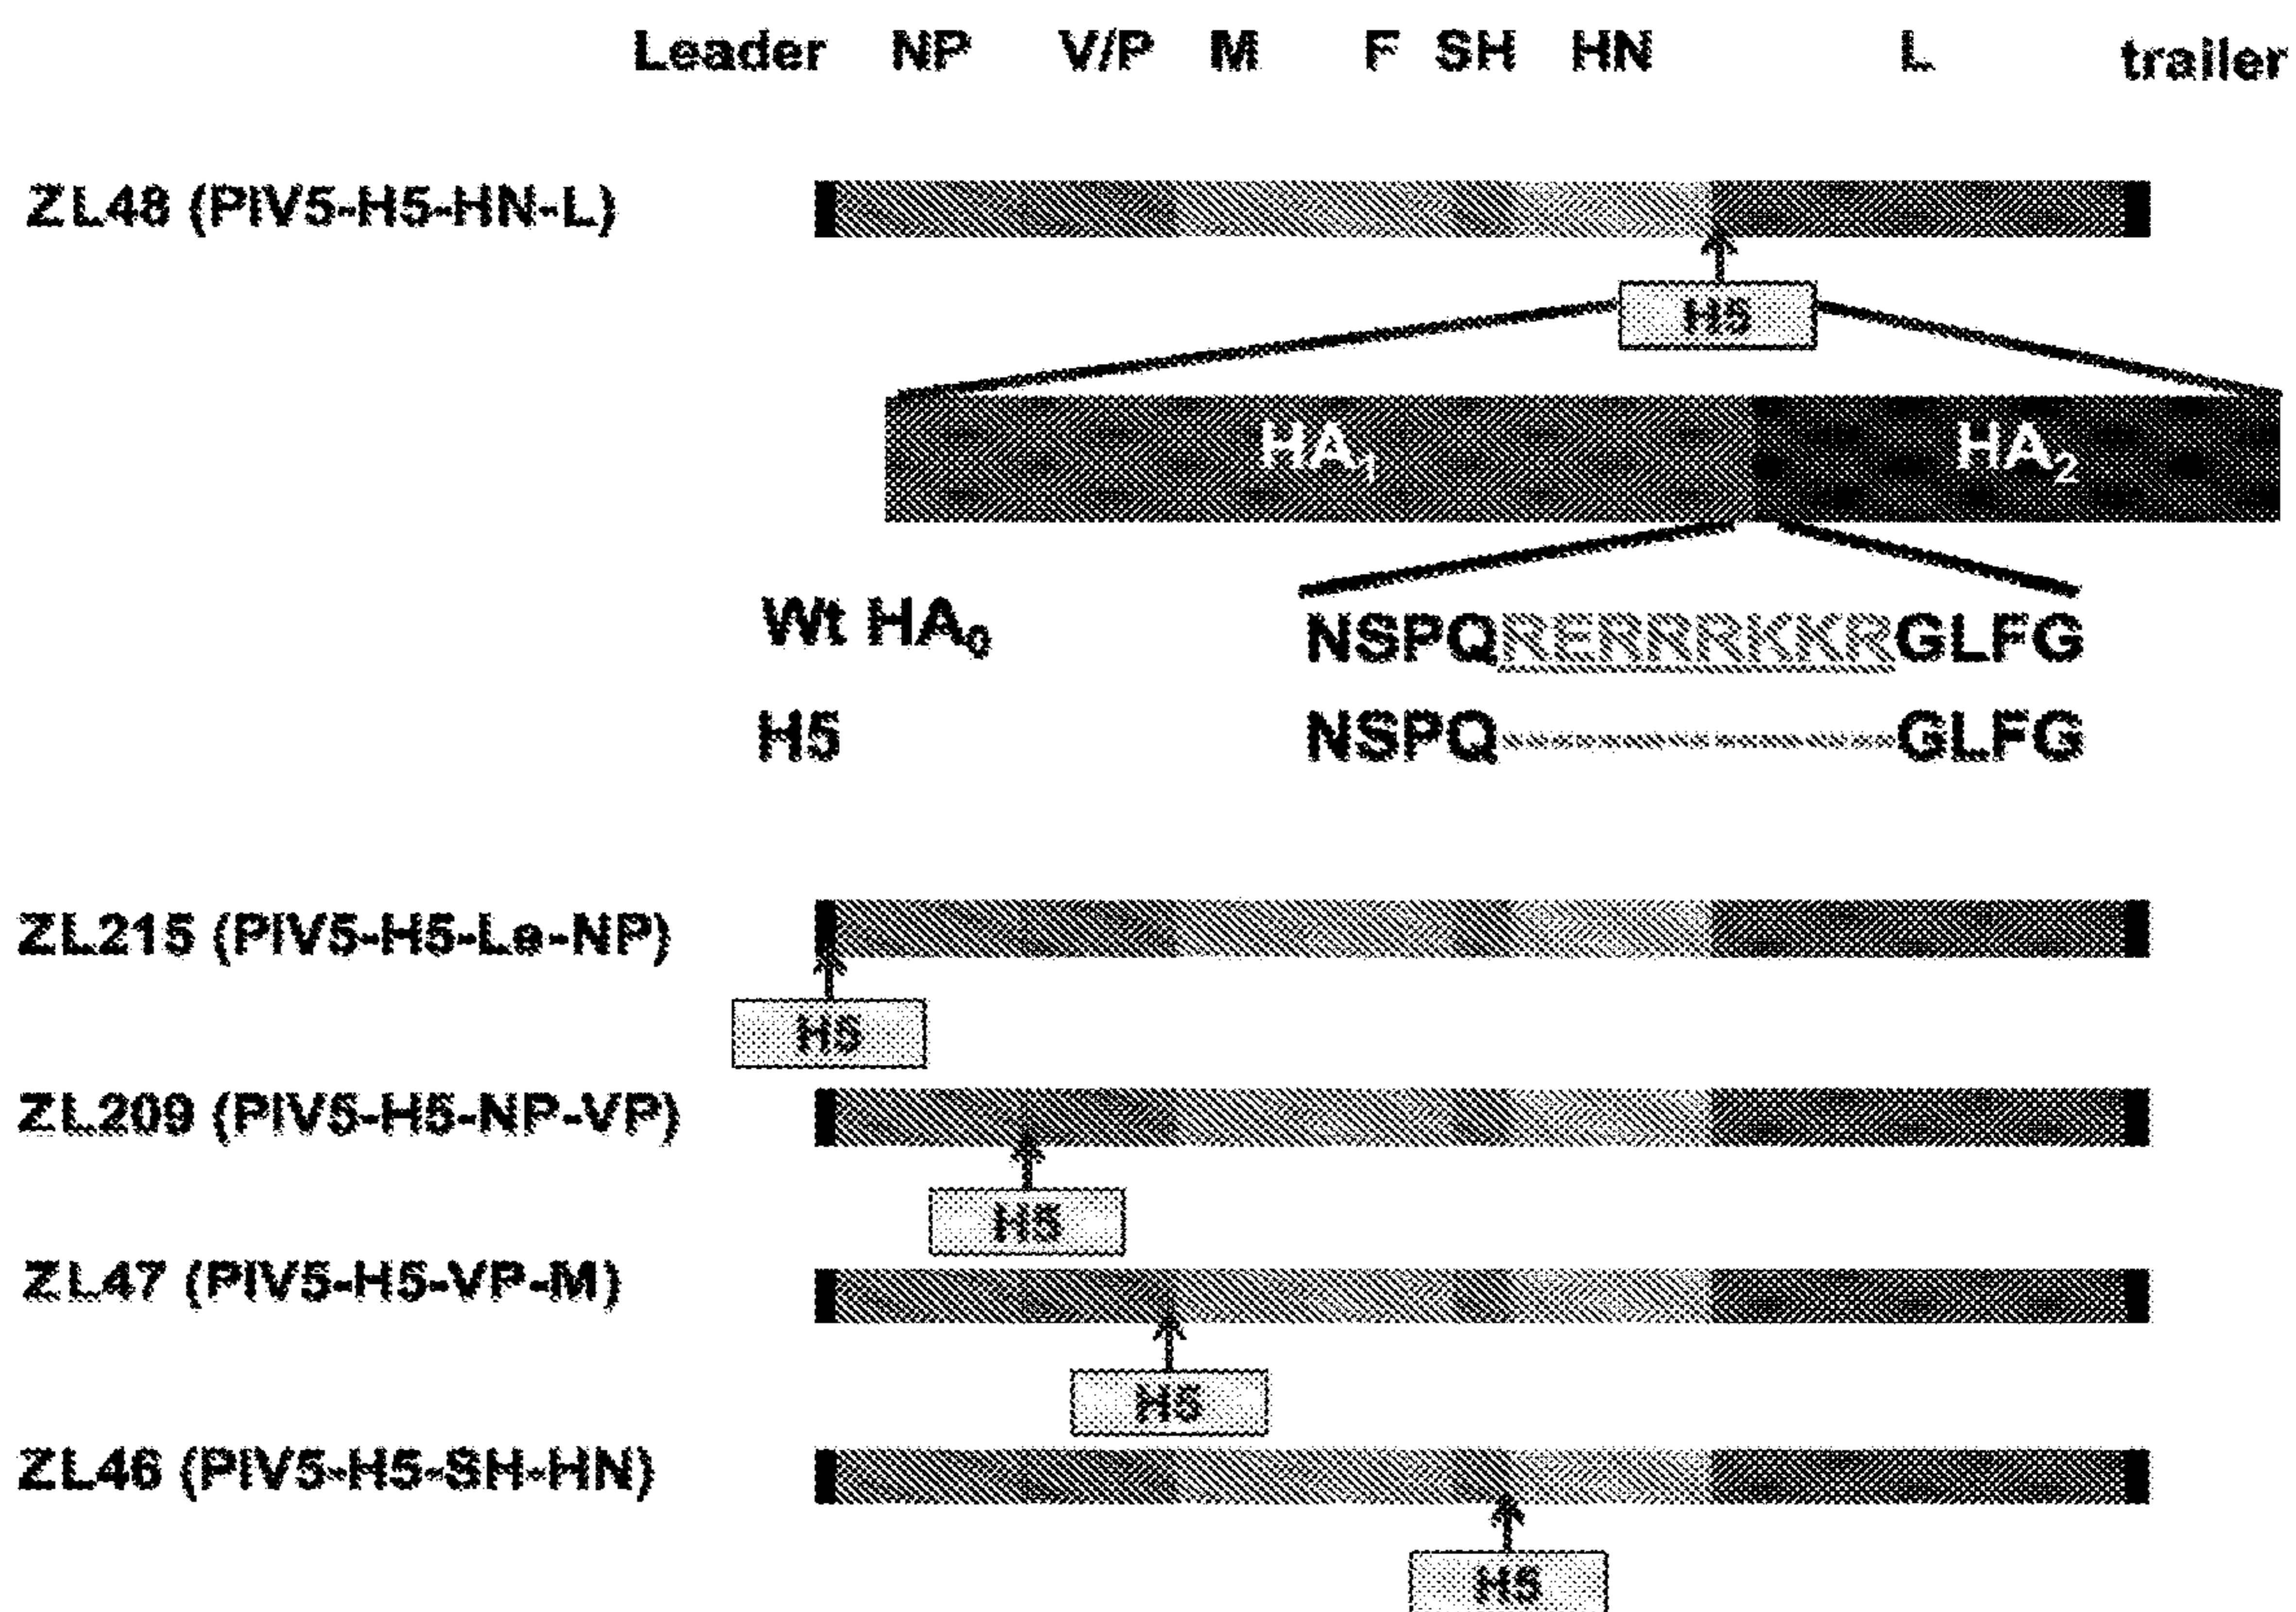 Leader NP V/P M F SH HN L trailer
ZL48 (PIV5-H5-HN-L)
H5
HA1 HA2
Wt HA0 NSPQRERRRKKRGLFG
H5 NSPQ--------GLFG
ZL215 (PIV5-H5-Le-NP)
H5
ZL209 (PIV5-H5-NP-VP)
H5
ZL47 (PIV5-H5-VP-M)
H5
ZL46 (PIV5-H5-SH-HN)
H5